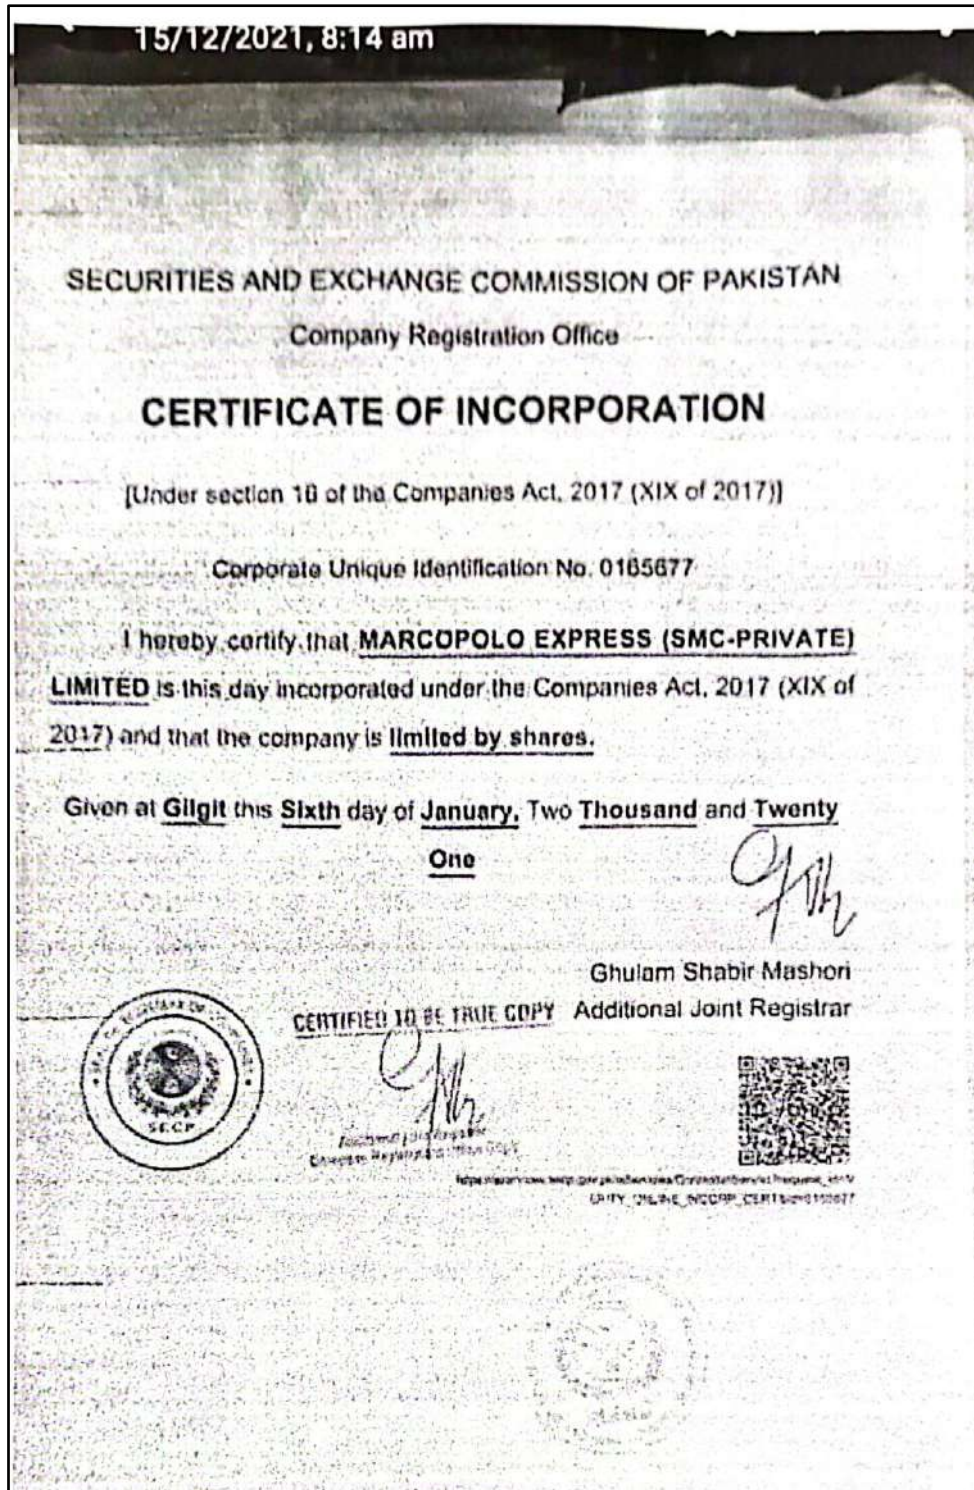 15/12/2021, 8:14 am
SECURITIES AND EXCHANGE COMMISSION OF PAKISTAN
Company Registration Office
CERTIFICATE OF INCORPORATION
[Under section 16 of the Companies Act, 2017 (XIX of 2017)]
Corporate Unique Identification No. 0165677
I hereby certify that MARCOPOLO EXPRESS (SMC-PRIVATE)
LIMITED is this day incorporated under the Companies Act, 2017 (XIX of
2017) and that the company is limited by shares.
Given at Gilgit this Sixth day of January, Two Thousand and Twenty
One
Ghulam Shabir Mashori
CERTIFIED TO BE TRUE COPY Additional Joint Registrar
S.E.C.P